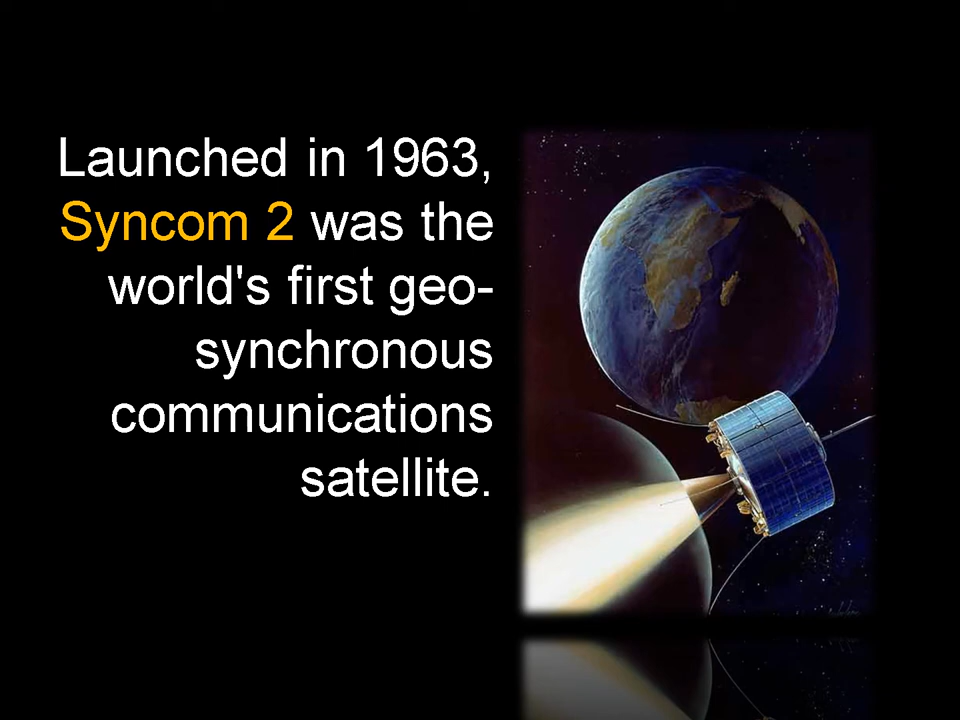 Launched in 1963,
Syncom 2 was the
world's first geo-
synchronous
communications
satellite.